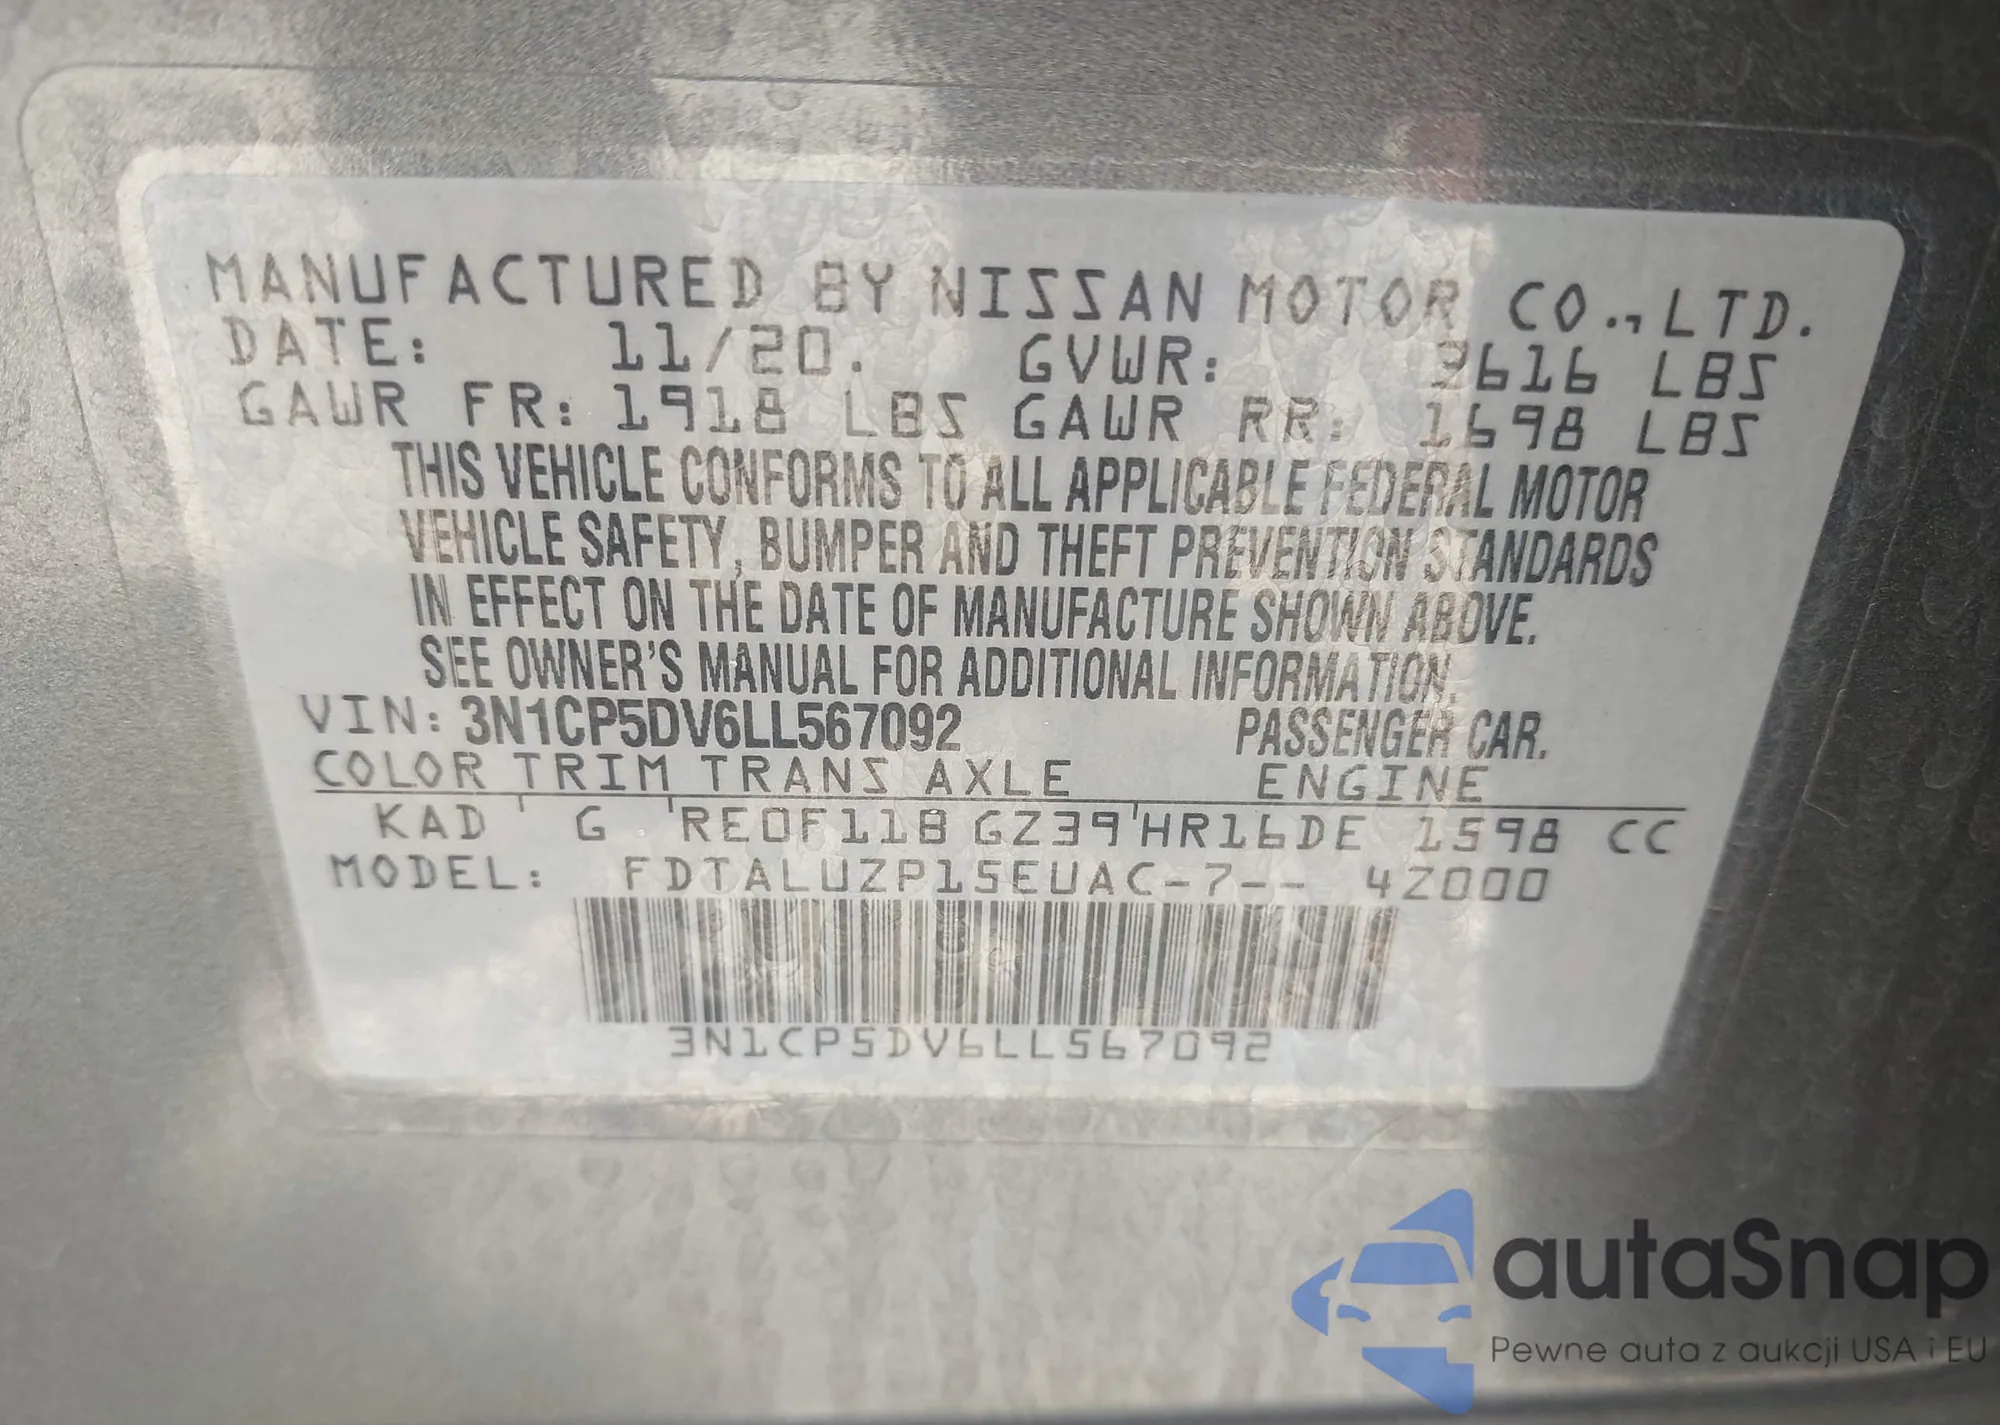 MANUFACTURED BY NISSAN MOTOR CO., LTD.
DATE: 11/20. GVWR: 3616 LBS
GAWR FR: 1918 LBS GAWR RR: 1698 LBS
THIS VEHICLE CONFORMS TO ALL APPLICABLE FEDERAL MOTOR
VEHICLE SAFETY, BUMPER AND THEFT PREVENTION STANDARDS
IN EFFECT ON THE DATE OF MANUFACTURE SHOWN ABOVE.
SEE OWNER'S MANUAL FOR ADDITIONAL INFORMATION.
VIN: 3N1CP5DV6LL567092 PASSENGER CAR.
COLOR TRIM TRANS AXLE ENGINE
KAD G RE0F11B GZ39 HR16DE 1598 CC
MODEL: FDTALUZP15EUAC-7-- 4Z000
3N1CP5DV6LL567092
autaSnap
Pewne auta z aukcji USA i EU